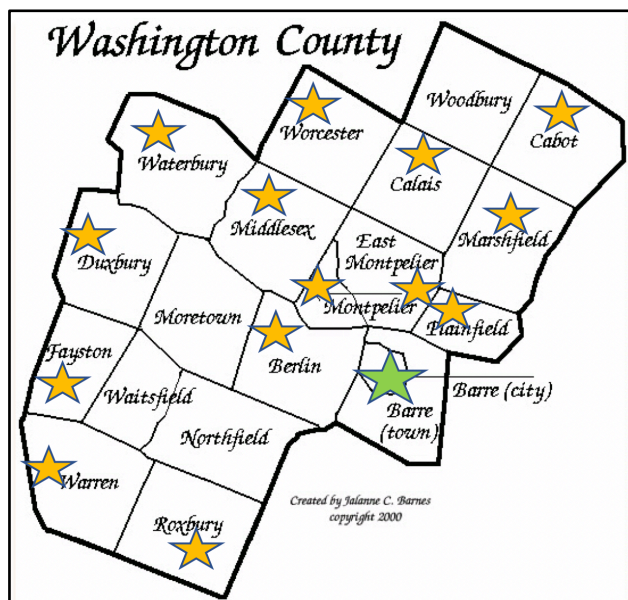 Washington County
Woodbury
Worcester
Cabot
Waterbury
Calais
Middlesex
East
Montpelier
Marshfield
Duxbury
Montpelier
Moretown
Plainfield
Fayston
Berlin
Waitsfield
Barre (city)
Barre
(town)
Northfield
Warren
Created by Jalanne C. Barnes
copyright 2000
Roxbury